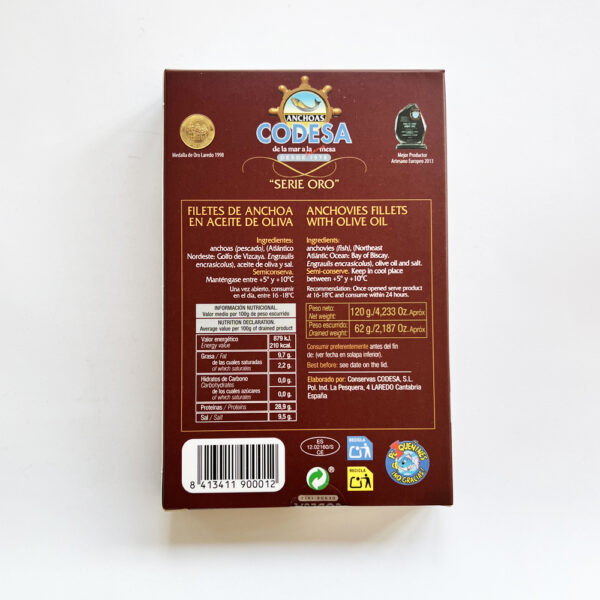 ANCHOAS
CODESA
de la mar a la mesa
DESDE 1978
"SERIE ORO"
Medalla de Oro Laredo 1998
Mejor Productor
Artesano Europeo 2013
FILETES DE ANCHOA
EN ACEITE DE OLIVA
Ingredientes:
anchoas (pescado), (Atlántico
Nordeste: Golfo de Vizcaya.
Engraulis
encrasicolus), aceite de oliva y sal.
Semiconserva.
Manténgase entre +5° y +10°C
Una vez abierto, consumir
en el día, entre 16 -18°C
INFORMACIÓN NUTRICIONAL.
Valor medio por 100g de peso escurrido
NUTRITION DECLARATION.
Average value per 100g of drained product
Valor energético 879 kJ.
Energy value 210 kcal.
Grasa / Fat 9,7 g.
de las cuales saturadas
of which saturates 2,2 g.
Hidratos de Carbono 0,0 g.
Carbohydrates
de los cuales azúcares
of which sugars 0,0 g.
Proteínas / Proteins 28,9 g.
Sal / Salt 9,5 g.
ANCHOVIES FILLETS
WITH OLIVE OIL
Ingredients:
anchovies (fish), (Northeast
Atlántic Ocean: Bay of Biscay.
Engraulis encrasicolus), olive oil and salt.
Semi-conserve. Keep in cool place
between +5° y +10°C
Recommendation: Once opened serve product
at 16-18°C and consume within 24 hours.
Peso neto:
Net weight: 120 g/4,233 Oz. Apróx
Peso escurrido:
Drained weight: 62 g/2,187 Oz. Apróx
Consumir preferentemente antes del fin
de: (ver fecha en solapa inferior).
Best before: see date on the lid.
Elaborado por: Conservas CODESA, S.L.
Pol. Ind. La Pesquera, 4 LAREDO Cantabria
España
8 413411 900012
ES
12.02160/S
CE
RECICLA
RECICLA
PEZQUEÑINES
¡NO GRACIAS!